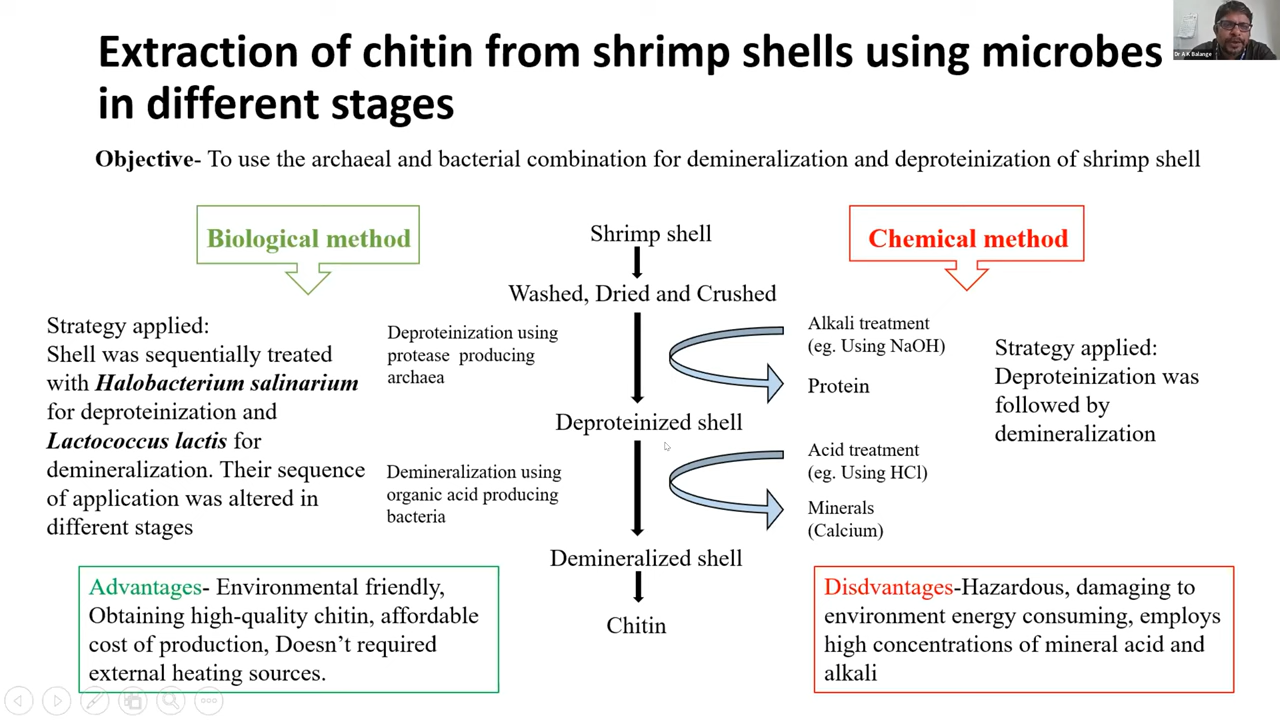 Extraction of chitin from shrimp shells using microbes
in different stages
Dr A K Balange
Objective- To use the archaeal and bacterial combination for demineralization and deproteinization of shrimp shell
Biological method
Strategy applied:
Shell was sequentially treated
with Halobacterium salinarium
for deproteinization and
Lactococcus lactis for
demineralization. Their sequence
of application was altered in
different stages
Advantages- Environmental friendly,
Obtaining high-quality chitin, affordable
cost of production, Doesn't required
external heating sources.
Deproteinization using
protease producing
archaea
Demineralization using
organic acid producing
bacteria
Shrimp shell
Washed, Dried and Crushed
Deproteinized shell
Demineralized shell
Chitin
Alkali treatment
(eg. Using NaOH)
Protein
Acid treatment
(eg. Using HCl)
Minerals
(Calcium)
Chemical method
Strategy applied:
Deproteinization was
followed by
demineralization
Disdvantages-Hazardous, damaging to
environment energy consuming, employs
high concentrations of mineral acid and
alkali